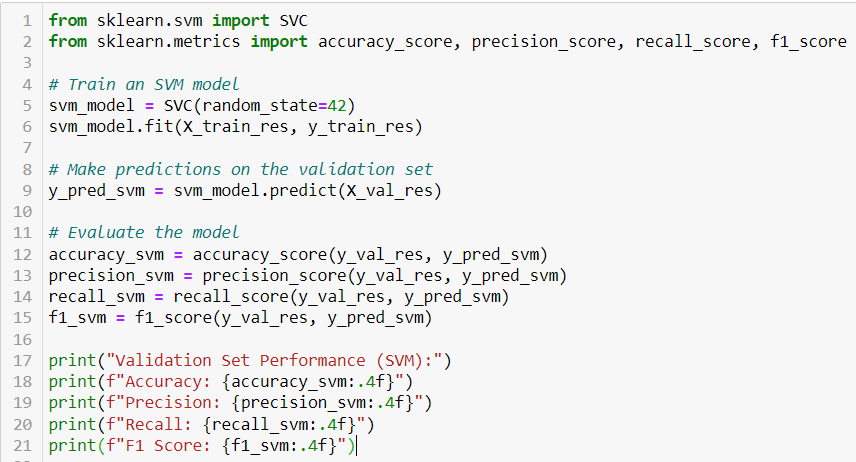 1 from sklearn.svm import SVC
2 from sklearn.metrics import accuracy_score, precision_score, recall_score, f1_score
3
4 # Train an SVM model
5 svm_model = SVC(random_state=42)
6 svm_model.fit(X_train_res, y_train_res)
7
8 # Make predictions on the validation set
9 y_pred_svm = svm_model.predict(X_val_res)
10
11 # Evaluate the model
12 accuracy_svm = accuracy_score(y_val_res, y_pred_svm)
13 precision_svm = precision_score(y_val_res, y_pred_svm)
14 recall_svm = recall_score(y_val_res, y_pred_svm)
15 f1_svm = f1_score(y_val_res, y_pred_svm)
16
17 print("Validation Set Performance (SVM):")
18 print(f"Accuracy: {accuracy_svm:.4f}")
19 print(f"Precision: {precision_svm:.4f}")
20 print(f"Recall: {recall_svm:.4f}")
21 print(f"F1 Score: {f1_svm:.4f}")